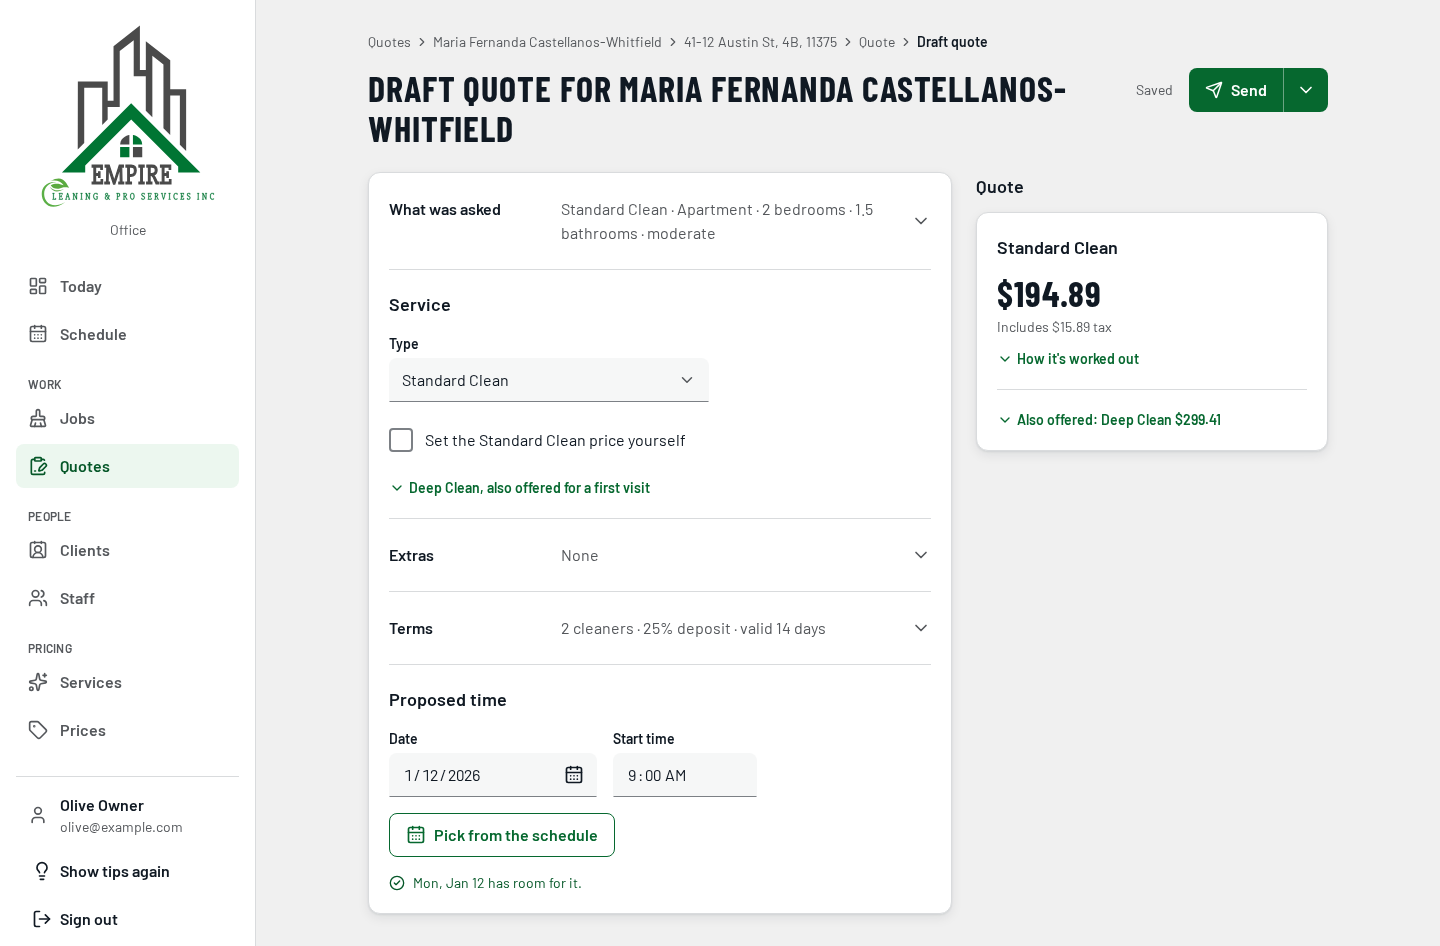 EMPIRE
LEANING & PRO SERVICES INC
Office
Today
Schedule
WORK
Jobs
Quotes
PEOPLE
Clients
Staff
PRICING
Services
Prices
Olive Owner
olive@example.com
Show tips again
Sign out
Quotes > Maria Fernanda Castellanos-Whitfield > 41-12 Austin St, 4B, 11375 > Quote > Draft quote
DRAFT QUOTE FOR MARIA FERNANDA CASTELLANOS-
WHITFIELD
Saved
Send
What was asked
Standard Clean · Apartment · 2 bedrooms · 1.5
bathrooms · moderate
Service
Type
Standard Clean
Set the Standard Clean price yourself
Deep Clean, also offered for a first visit
Extras
None
Terms
2 cleaners · 25% deposit · valid 14 days
Proposed time
Date
Start time
1/12/2026
9:00 AM
Pick from the schedule
Mon, Jan 12 has room for it.
Quote
Standard Clean
$194.89
Includes $15.89 tax
How it's worked out
Also offered: Deep Clean $299.41